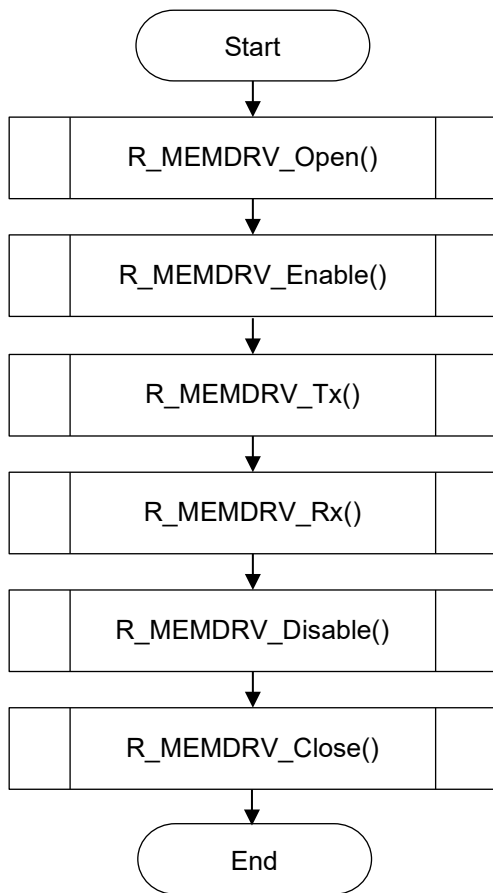 Start
R_MEMDRV_Open()
R_MEMDRV_Enable()
R_MEMDRV_Tx()
R_MEMDRV_Rx()
R_MEMDRV_Disable()
R_MEMDRV_Close()
End